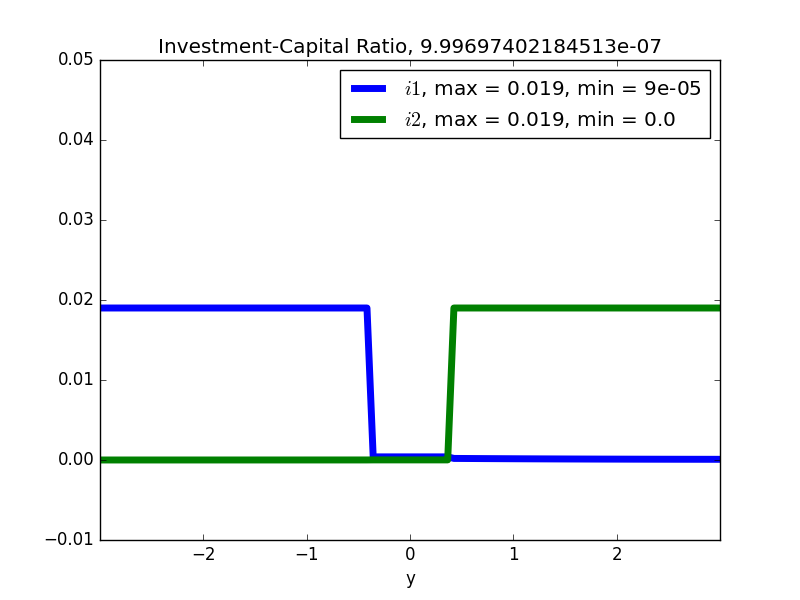 Investment-Capital Ratio, 9.99697402184513e-07
0.05
i1, max = 0.019, min = 9e-05
i2, max = 0.019, min = 0.0
0.04
0.03
0.02
0.01
0.00
−0.01
−2 −1 0 1 2
y